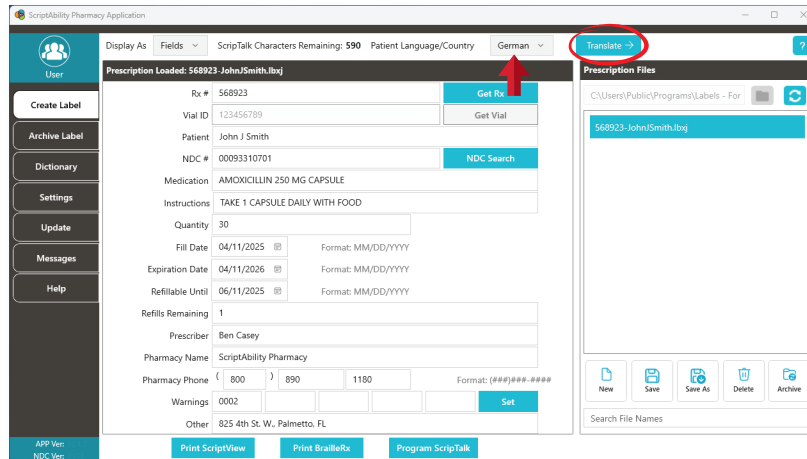 ScriptAbility Pharmacy Application
User
Create Label
Archive Label
Dictionary
Settings
Update
Messages
Help
APP Ver:
NDC Ver:
Display As Fields ScripTalk Characters Remaining: 590 Patient Language/Country German Translate → ?
Prescription Loaded: 568923-JohnJSmith.lbxj
Rx # 568923 Get Rx
Vial ID 123456789 Get Vial
Patient John J Smith
NDC # 00093310701 NDC Search
Medication AMOXICILLIN 250 MG CAPSULE
Instructions TAKE 1 CAPSULE DAILY WITH FOOD
Quantity 30
Fill Date 04/11/2025 Format: MM/DD/YYYY
Expiration Date 04/11/2026 Format: MM/DD/YYYY
Refillable Until 06/11/2025 Format: MM/DD/YYYY
Refills Remaining 1
Prescriber Ben Casey
Pharmacy Name ScriptAbility Pharmacy
Pharmacy Phone ( 800 ) 890 1180 Format: (###)###-####
Warnings 0002 Set
Other 825 4th St. W., Palmetto, FL
Print ScriptView Print BrailleRx Program ScripTalk
Prescription Files
C:\Users\Public\Programs\Labels - For
568923-JohnJSmith.lbxj
New Save Save As Delete Archive
Search File Names